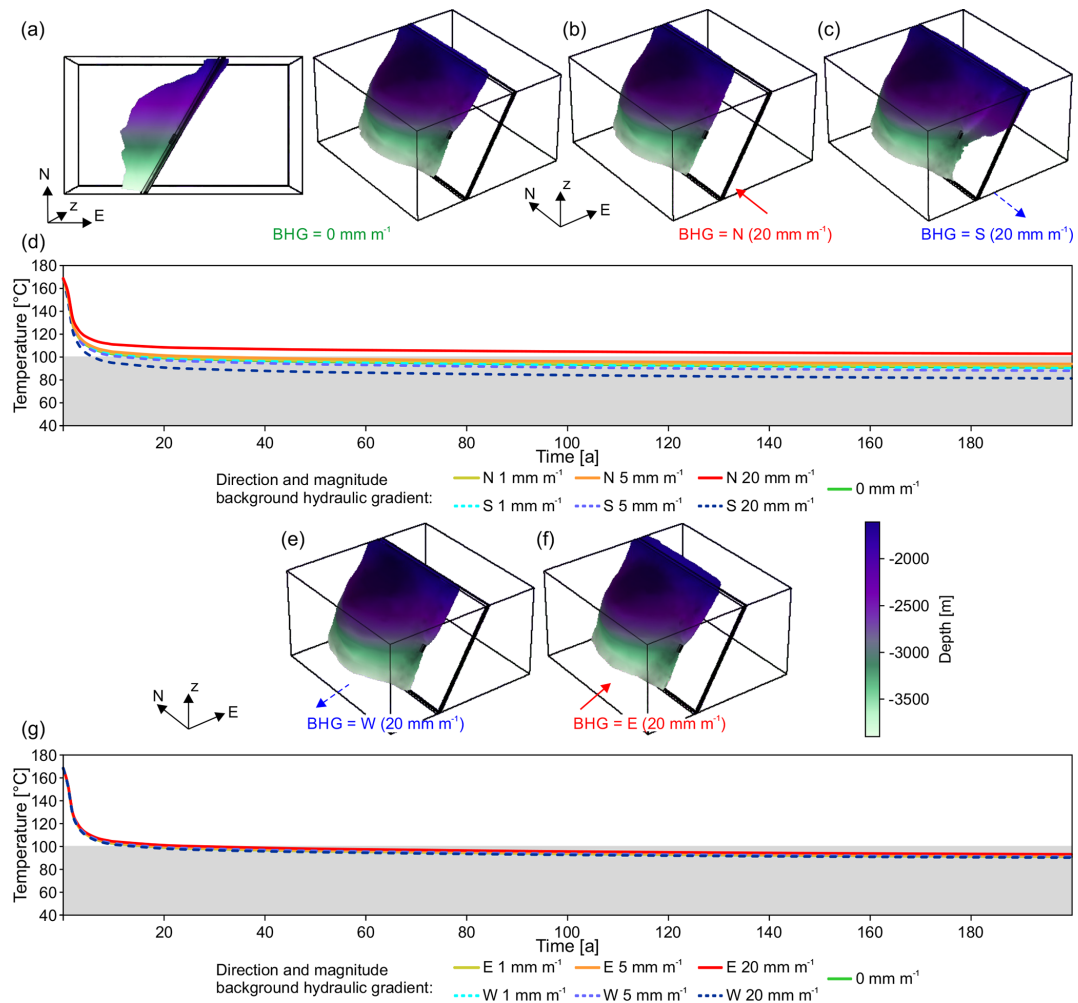 (a)
(b)
(c)
N
z
E
N
z
E
BHG = 0 mm m⁻¹
BHG = N (20 mm m⁻¹)
BHG = S (20 mm m⁻¹)
(d)
Temperature [°C]
180
160
140
120
100
80
60
40
20
40
60
80
100
120
140
160
180
Time [a]
Direction and magnitude
background hydraulic gradient:
N 1 mm m⁻¹
N 5 mm m⁻¹
N 20 mm m⁻¹
0 mm m⁻¹
S 1 mm m⁻¹
S 5 mm m⁻¹
S 20 mm m⁻¹
(e)
(f)
N
z
E
BHG = W (20 mm m⁻¹)
BHG = E (20 mm m⁻¹)
-2000
-2500
-3000
-3500
Depth [m]
(g)
Temperature [°C]
180
160
140
120
100
80
60
40
20
40
60
80
100
120
140
160
180
Time [a]
Direction and magnitude
background hydraulic gradient:
E 1 mm m⁻¹
E 5 mm m⁻¹
E 20 mm m⁻¹
0 mm m⁻¹
W 1 mm m⁻¹
W 5 mm m⁻¹
W 20 mm m⁻¹